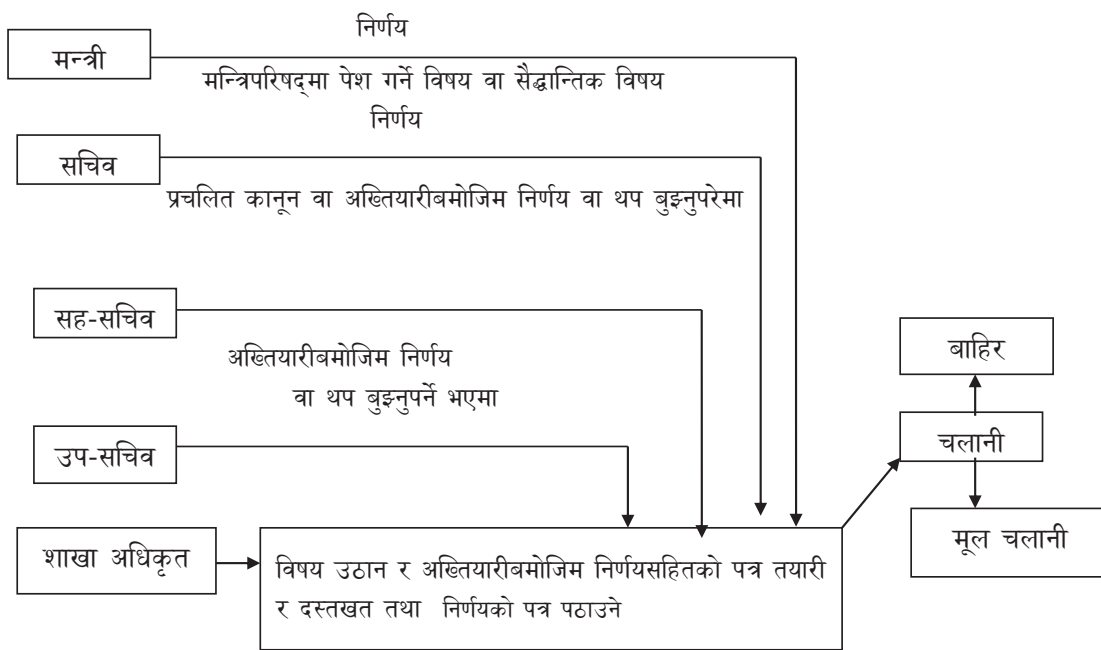 निर्णय
मन्त्री
मन्त्रिपरिषद्‌मा पेश गर्ने विषय वा सैद्धान्तिक विषय
निर्णय
सचिव
प्रचलित कानून वा अख्तियारीबमोजिम निर्णय वा थप बुझ्नुपरेमा
सह-सचिव
अख्तियारीबमोजिम निर्णय
वा थप बुझ्नुपर्ने भएमा
उप-सचिव
शाखा अधिकृत
विषय उठान र अख्तियारीबमोजिम निर्णयसहितको पत्र तयारी
र दस्तखत तथा निर्णयको पत्र पठाउने
बाहिर
चलानी
मूल चलानी